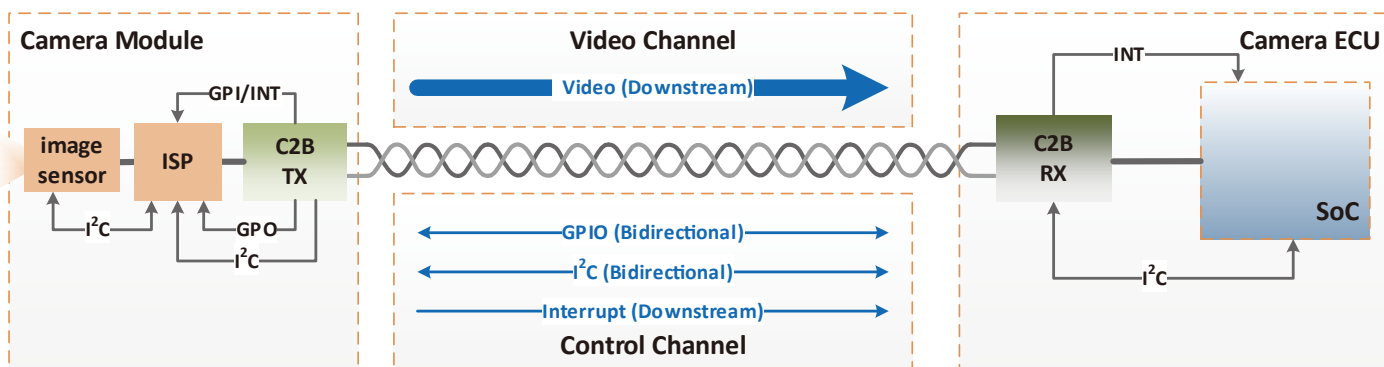 Camera Module
GPI/INT
image
sensor
ISP
C2B
TX
I²C
GPO
I²C
Video Channel
Video (Downstream)
GPIO (Bidirectional)
I²C (Bidirectional)
Interrupt (Downstream)
Control Channel
Camera ECU
INT
C2B
RX
SoC
I²C